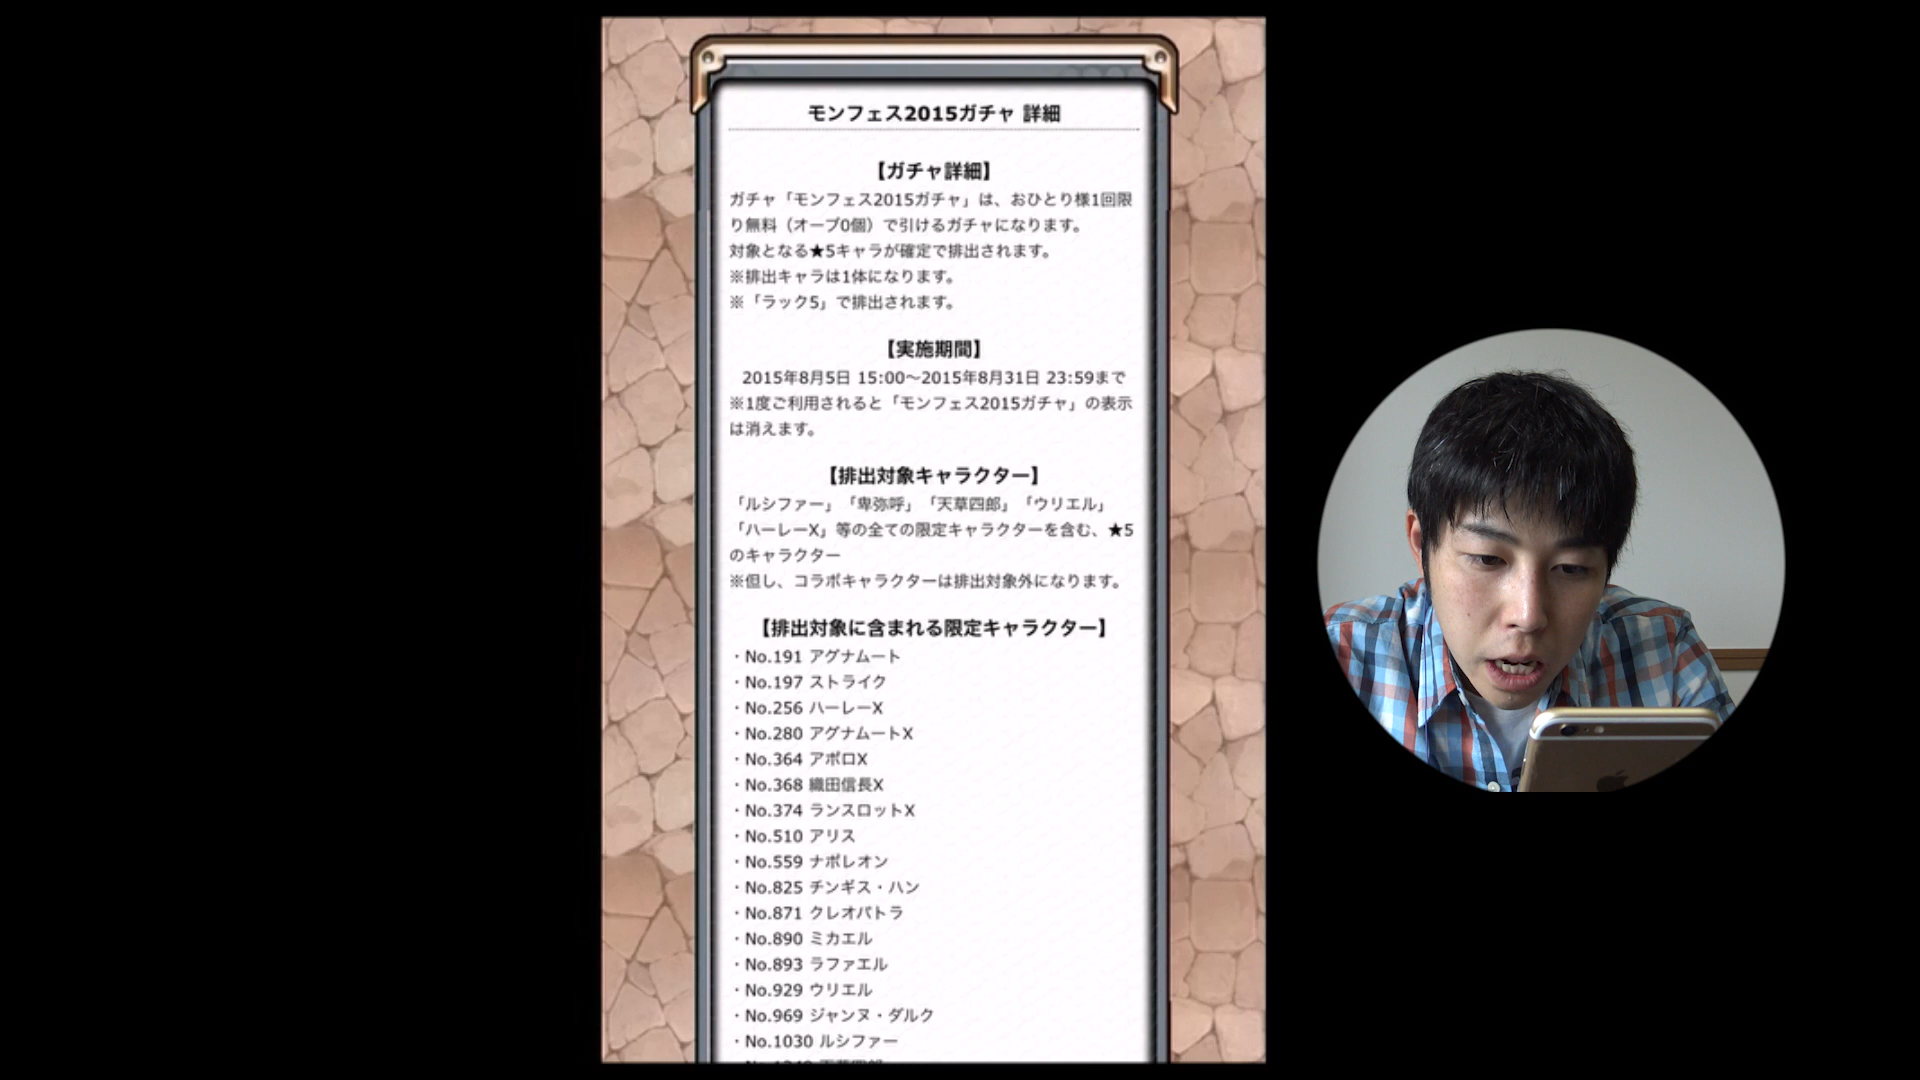 モンフェス2015ガチャ 詳細
【ガチャ詳細】
ガチャ「モンフェス2015ガチャ」は、おひとり様1回限
り無料（オーブ0個）で引けるガチャになります。
対象となる★5キャラが確定で排出されます。
※排出キャラは1体になります。
※「ラック5」で排出されます。
【実施期間】
2015年8月5日 15:00～2015年8月31日 23:59まで
※1度ご利用されると「モンフェス2015ガチャ」の表示
は消えます。
【排出対象キャラクター】
「ルシファー」「卑弥呼」「天草四郎」「ウリエル」
「ハーレーX」等の全ての限定キャラクターを含む、★5
のキャラクター
※但し、コラボキャラクターは排出対象外になります。
【排出対象に含まれる限定キャラクター】
・No.191 アグナムート
・No.197 ストライク
・No.256 ハーレーX
・No.280 アグナムートX
・No.364 アポロX
・No.368 織田信長X
・No.374 ランスロットX
・No.510 アリス
・No.559 ナポレオン
・No.825 チンギス・ハン
・No.871 クレオパトラ
・No.890 ミカエル
・No.893 ラファエル
・No.929 ウリエル
・No.969 ジャンヌ・ダルク
・No.1030 ルシファー